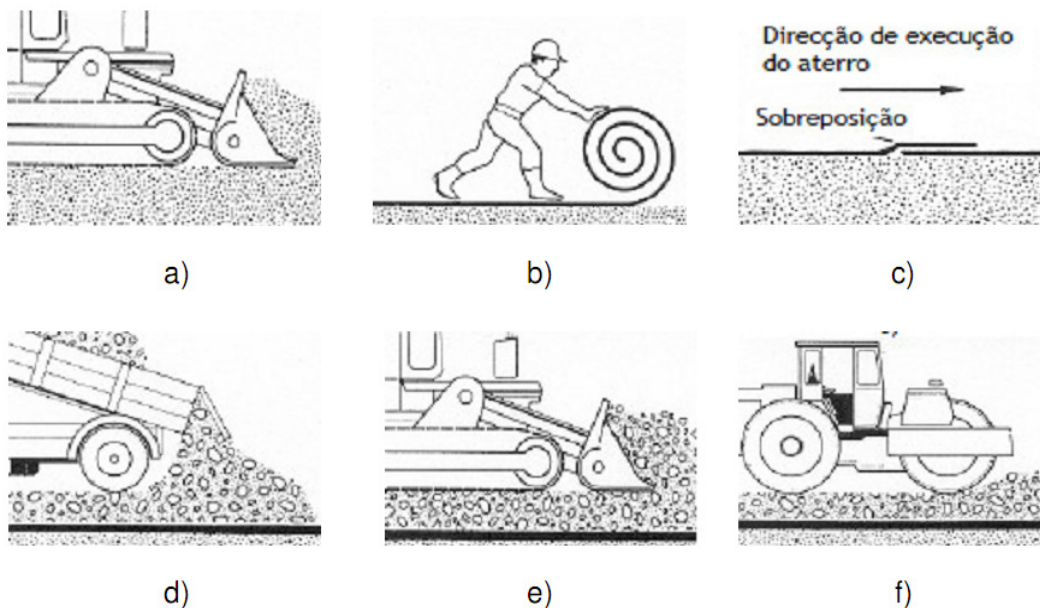 Direcção de execução
do aterro
Sobreposição
a)
b)
c)
d)
e)
f)